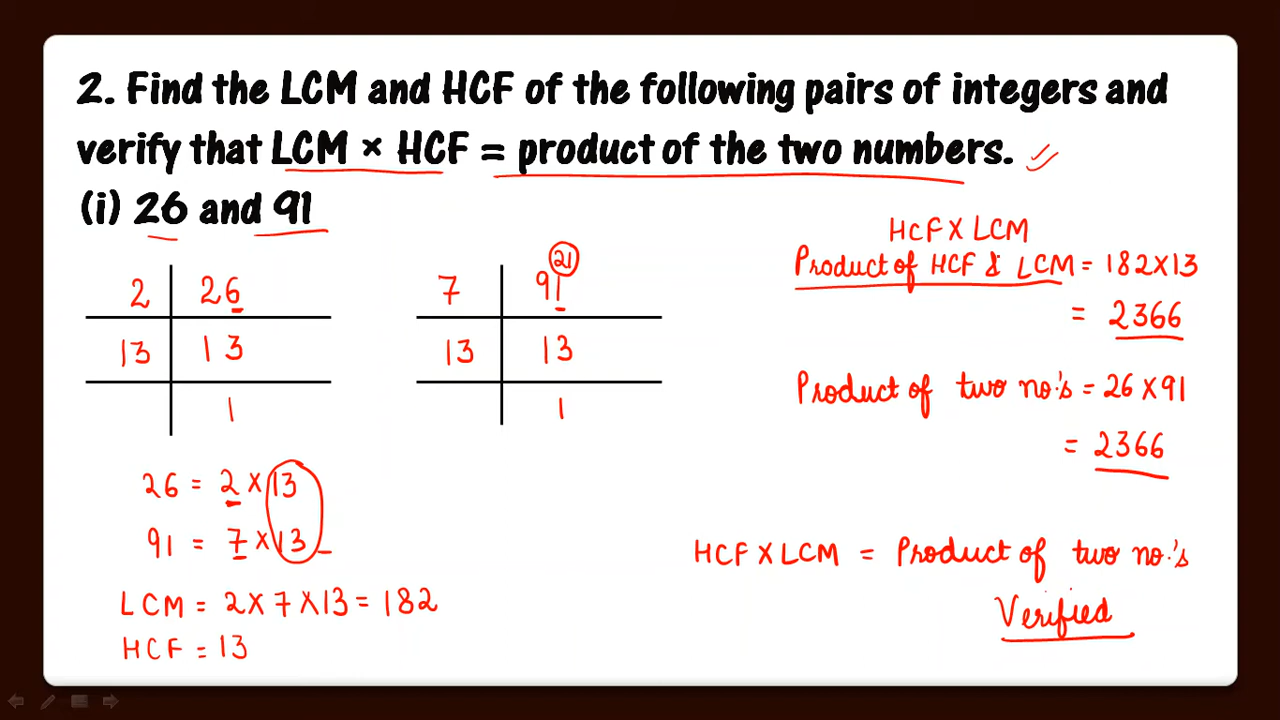 2. Find the LCM and HCF of the following pairs of integers and
verify that LCM × HCF = product of the two numbers.
(i) 26 and 91
2 26
13 13
1
21
7 91
13 13
1
26 = 2 × 13
91 = 7 × 13
LCM = 2 × 7 × 13 = 182
HCF = 13
HCF X LCM
Product of HCF & LCM = 182 × 13
= 2366
Product of two no.'s = 26 × 91
= 2366
HCF X LCM = Product of two no.'s
Verified